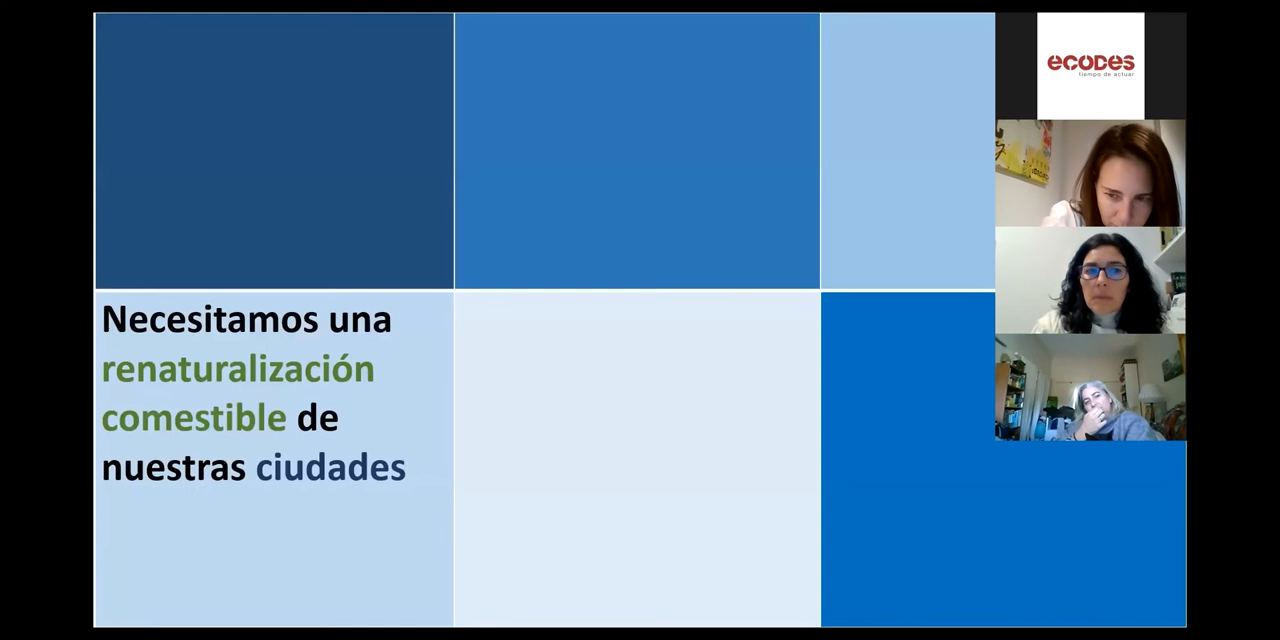 Necesitamos una
renaturalización
comestible de
nuestras ciudades
ecodes
tiempo de actuar